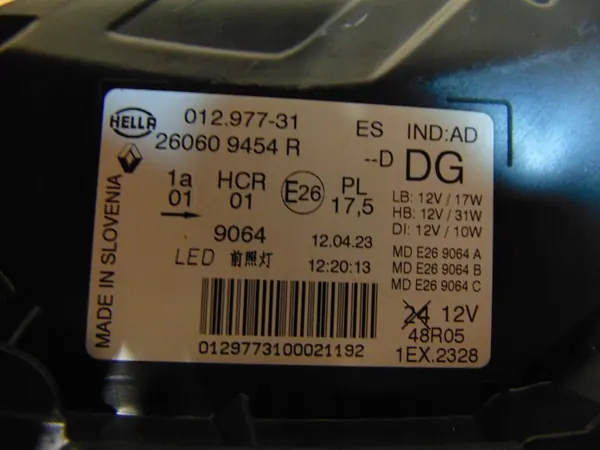 HELLA 012.977-31 ES IND:AD
26060 9454 R --D DG
1a HCR E26 PL
01 01 17,5
LB: 12V / 17W
HB: 12V / 31W
DI: 12V / 10W
9064 12.04.23
LED 前照灯 12:20:13
MD E26 9064 A
MD E26 9064 B
MD E26 9064 C
24 12V
48R05
1EX.2328
0129773100021192
MADE IN SLOVENIA